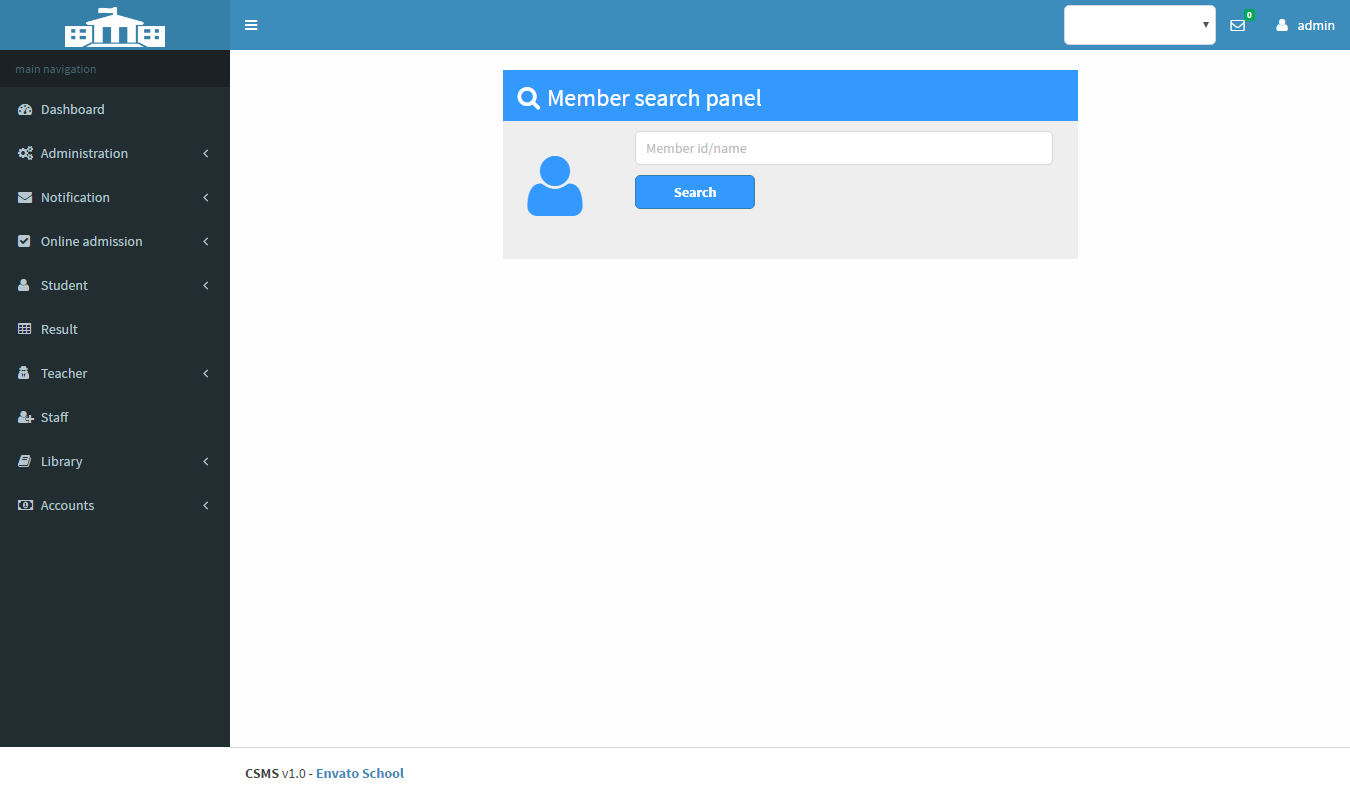 0
admin
main navigation
Dashboard
Administration
Notification
Online admission
Student
Result
Teacher
Staff
Library
Accounts
Member search panel
Member id/name
Search
CSMS v1.0 - Envato School